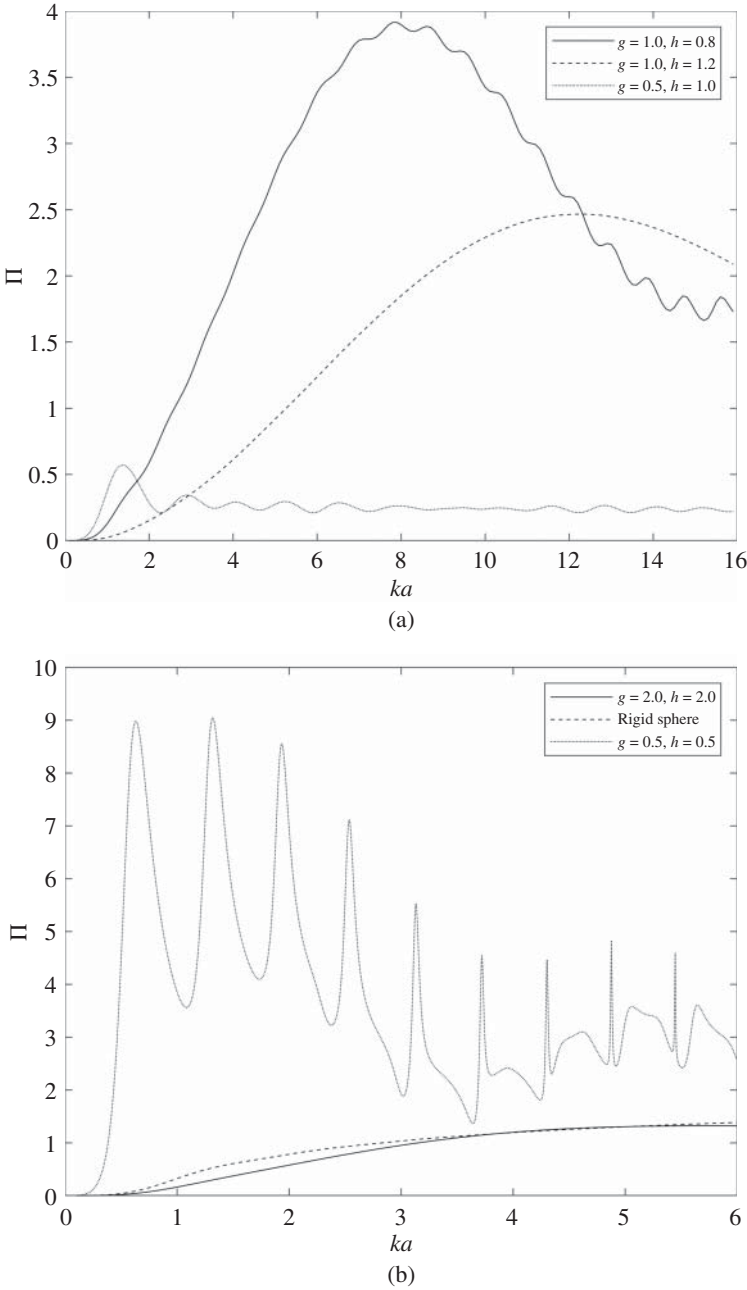 4
3.5
3
2.5
2
1.5
1
0.5
0
Π
g = 1.0, h = 0.8
g = 1.0, h = 1.2
g = 0.5, h = 1.0
0 2 4 6 8 10 12 14 16
ka
(a)
10
9
8
7
6
5
4
3
2
1
0
Π
g = 2.0, h = 2.0
Rigid sphere
g = 0.5, h = 0.5
0 1 2 3 4 5 6
ka
(b)